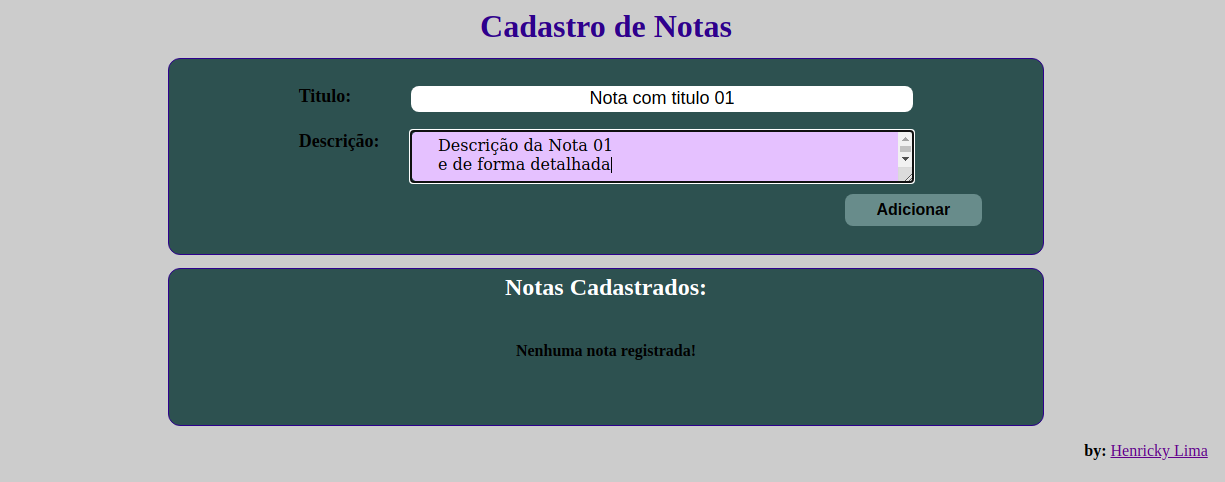 Cadastro de Notas
Titulo:
Nota com titulo 01
Descrição:
Descrição da Nota 01
e de forma detalhada
Adicionar
Notas Cadastrados:
Nenhuma nota registrada!
by: Henricky Lima